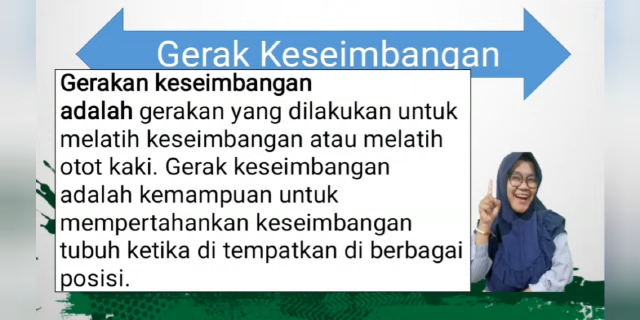 Gerak Keseimbangan
Gerakan keseimbangan
adalah gerakan yang dilakukan untuk
melatih keseimbangan atau melatih
otot kaki. Gerak keseimbangan
adalah kemampuan untuk
mempertahankan keseimbangan
tubuh ketika di tempatkan di berbagai
posisi.